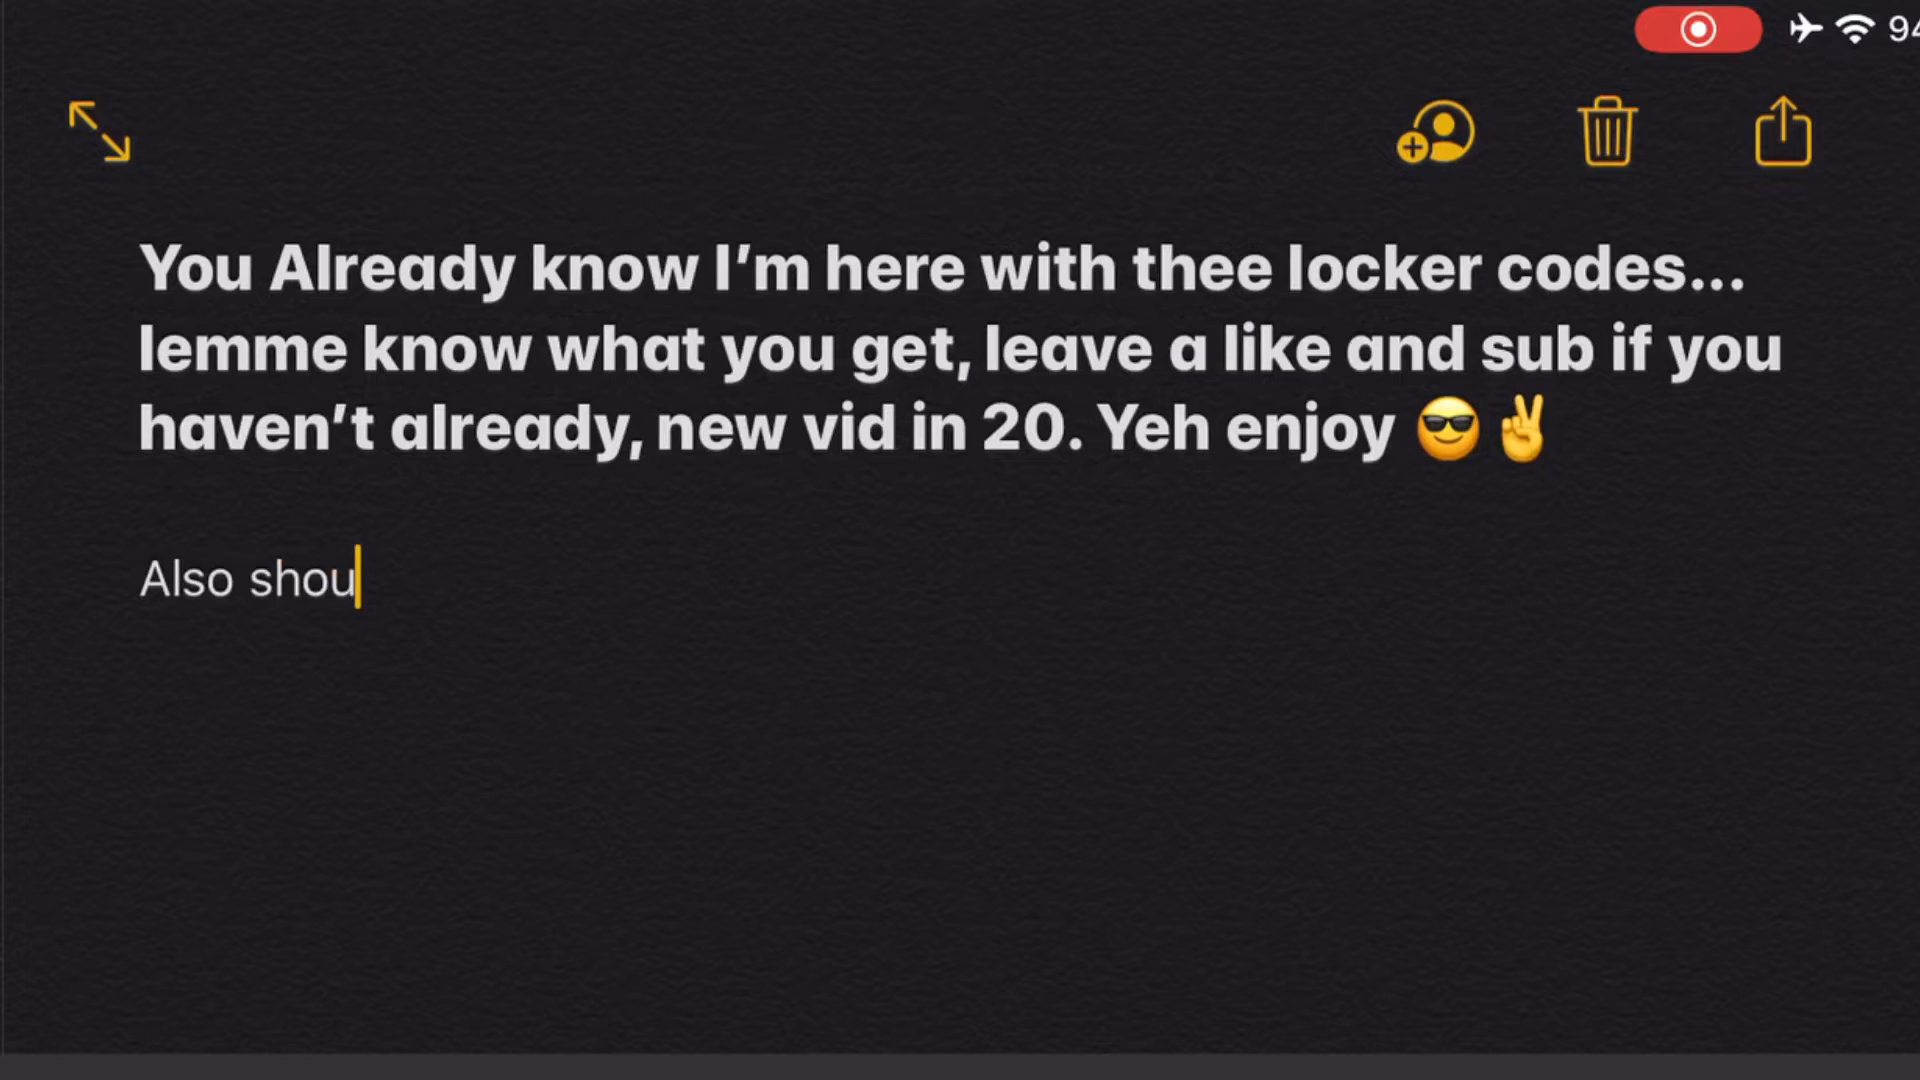 94
You Already know I’m here with thee locker codes...
lemme know what you get, leave a like and sub if you
haven’t already, new vid in 20. Yeh enjoy 😎✌️
Also shou